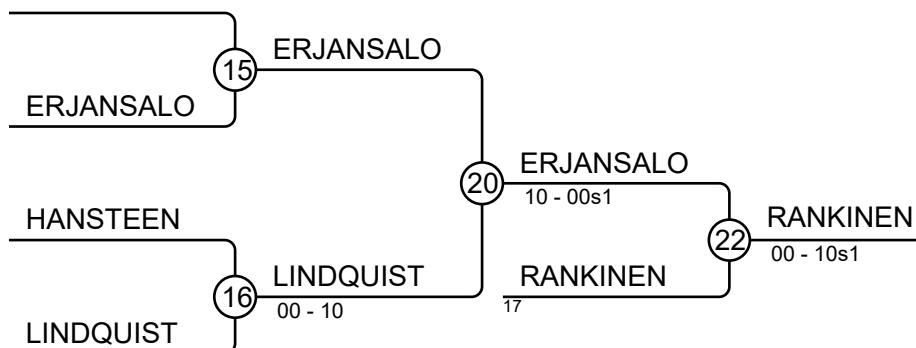 ERJANSALO
15
ERJANSALO
ERJANSALO
20
10 - 00s1
HANSTEEN
RANKINEN
22
00 - 10s1
LINDQUIST
RANKINEN
16
00 - 10
17
LINDQUIST